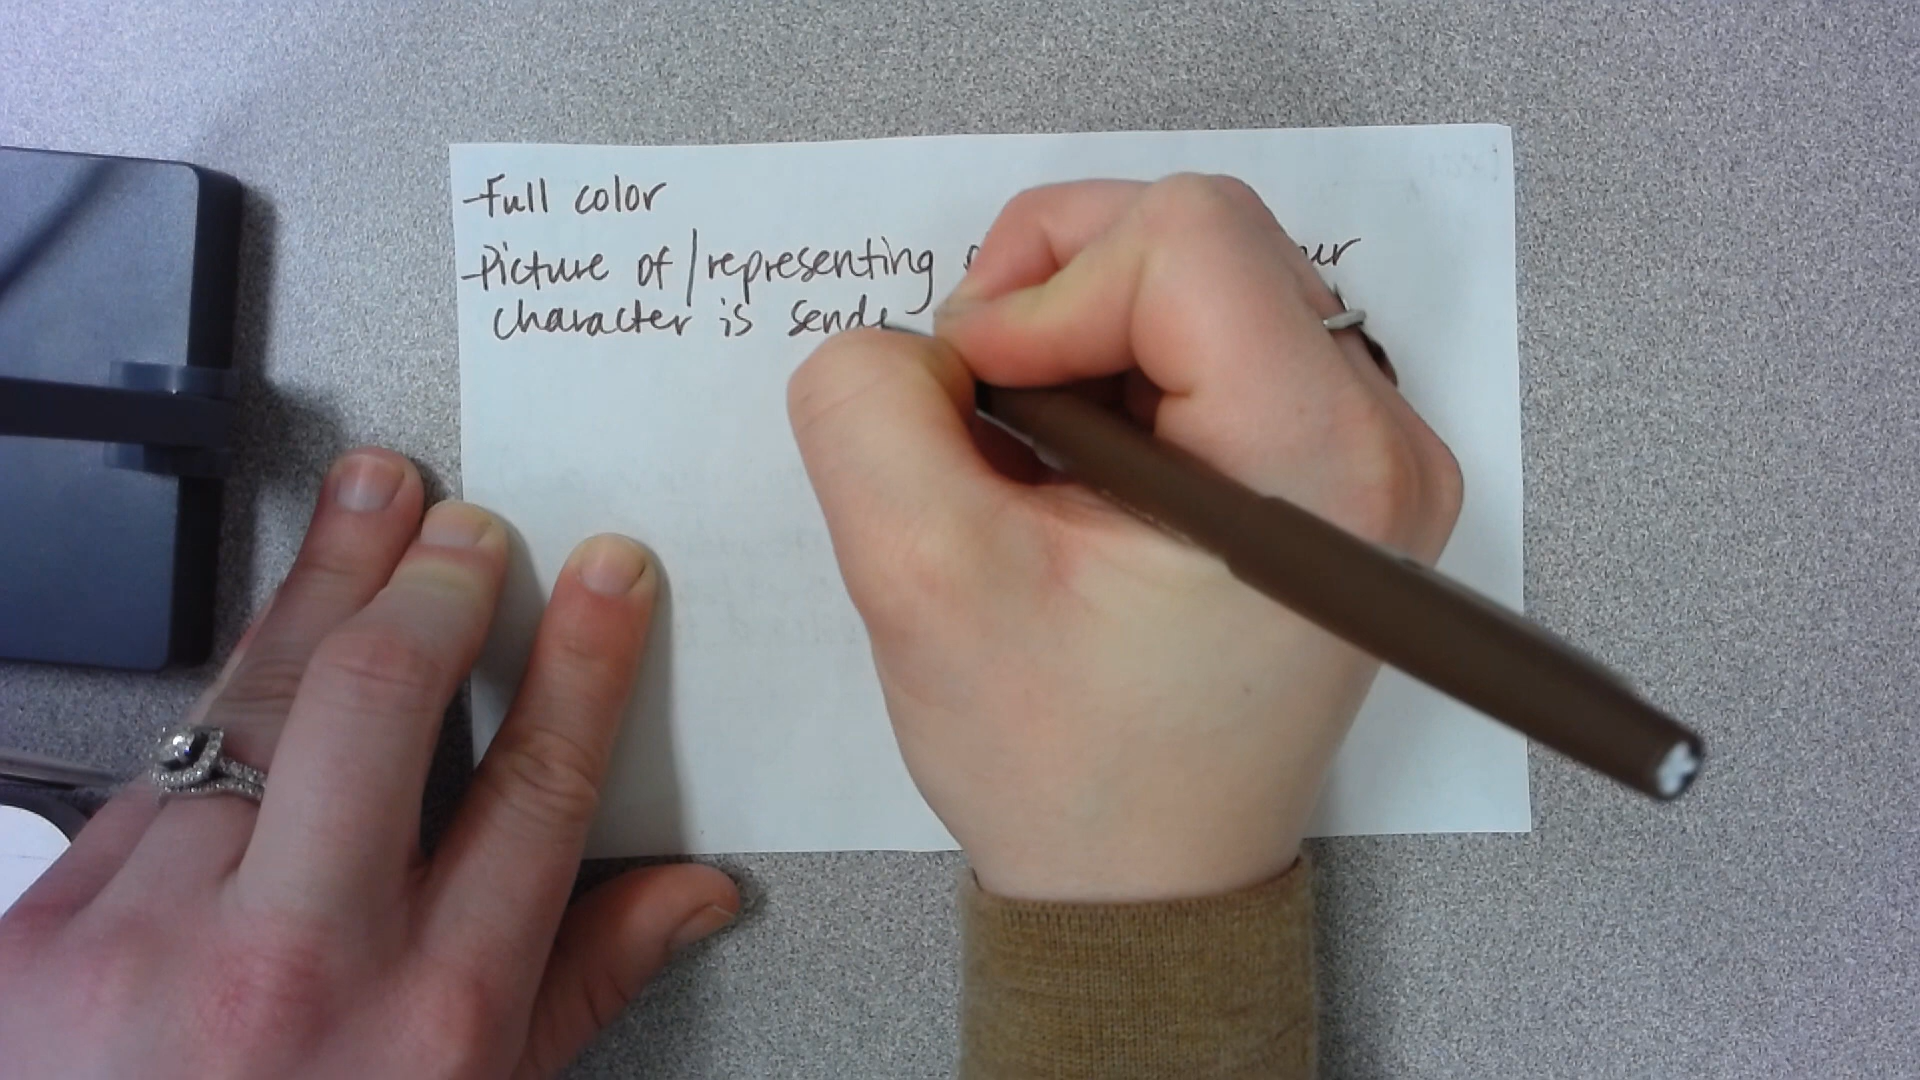 -Full color
-Picture of/representing
character is send